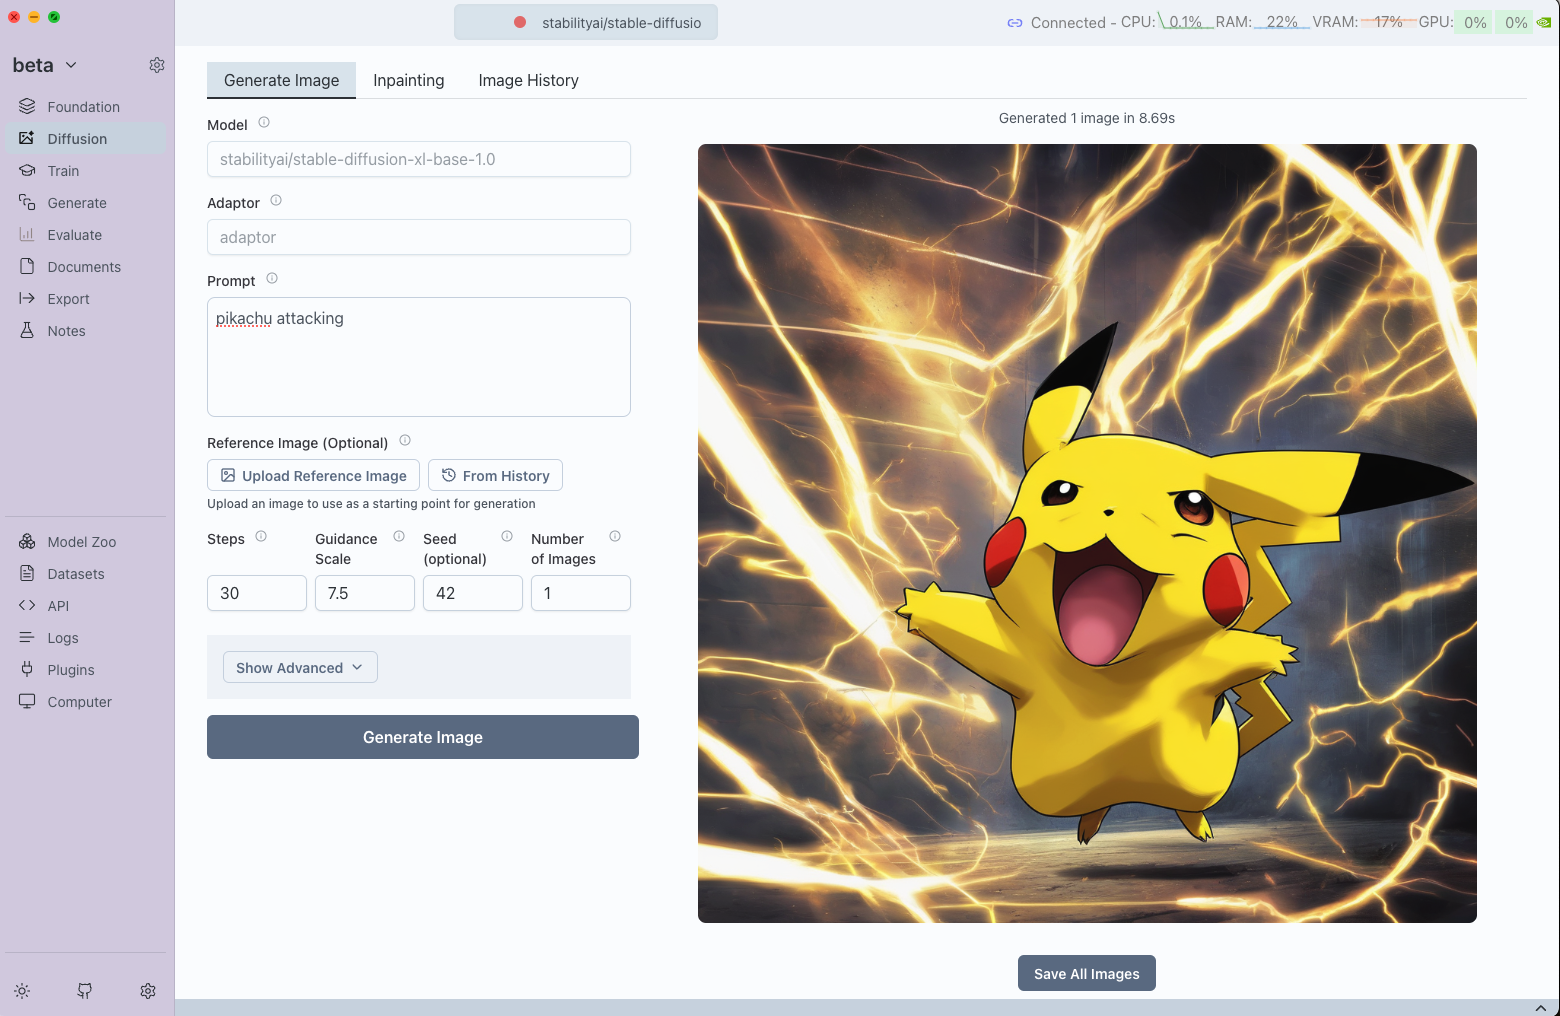 stabilityai/stable-diffusio
Connected - CPU: 0.1% RAM: 22% VRAM: 17% GPU: 0% 0%
beta
Foundation
Diffusion
Train
Generate
Evaluate
Documents
Export
Notes
Model Zoo
Datasets
API
Logs
Plugins
Computer
Generate Image Inpainting Image History
Model
stabilityai/stable-diffusion-xl-base-1.0
Adaptor
adaptor
Prompt
pikachu attacking
Reference Image (Optional)
Upload Reference Image From History
Upload an image to use as a starting point for generation
Steps
Guidance
Scale
Seed
(optional)
Number
of Images
30 7.5 42 1
Show Advanced
Generate Image
Generated 1 image in 8.69s
Save All Images